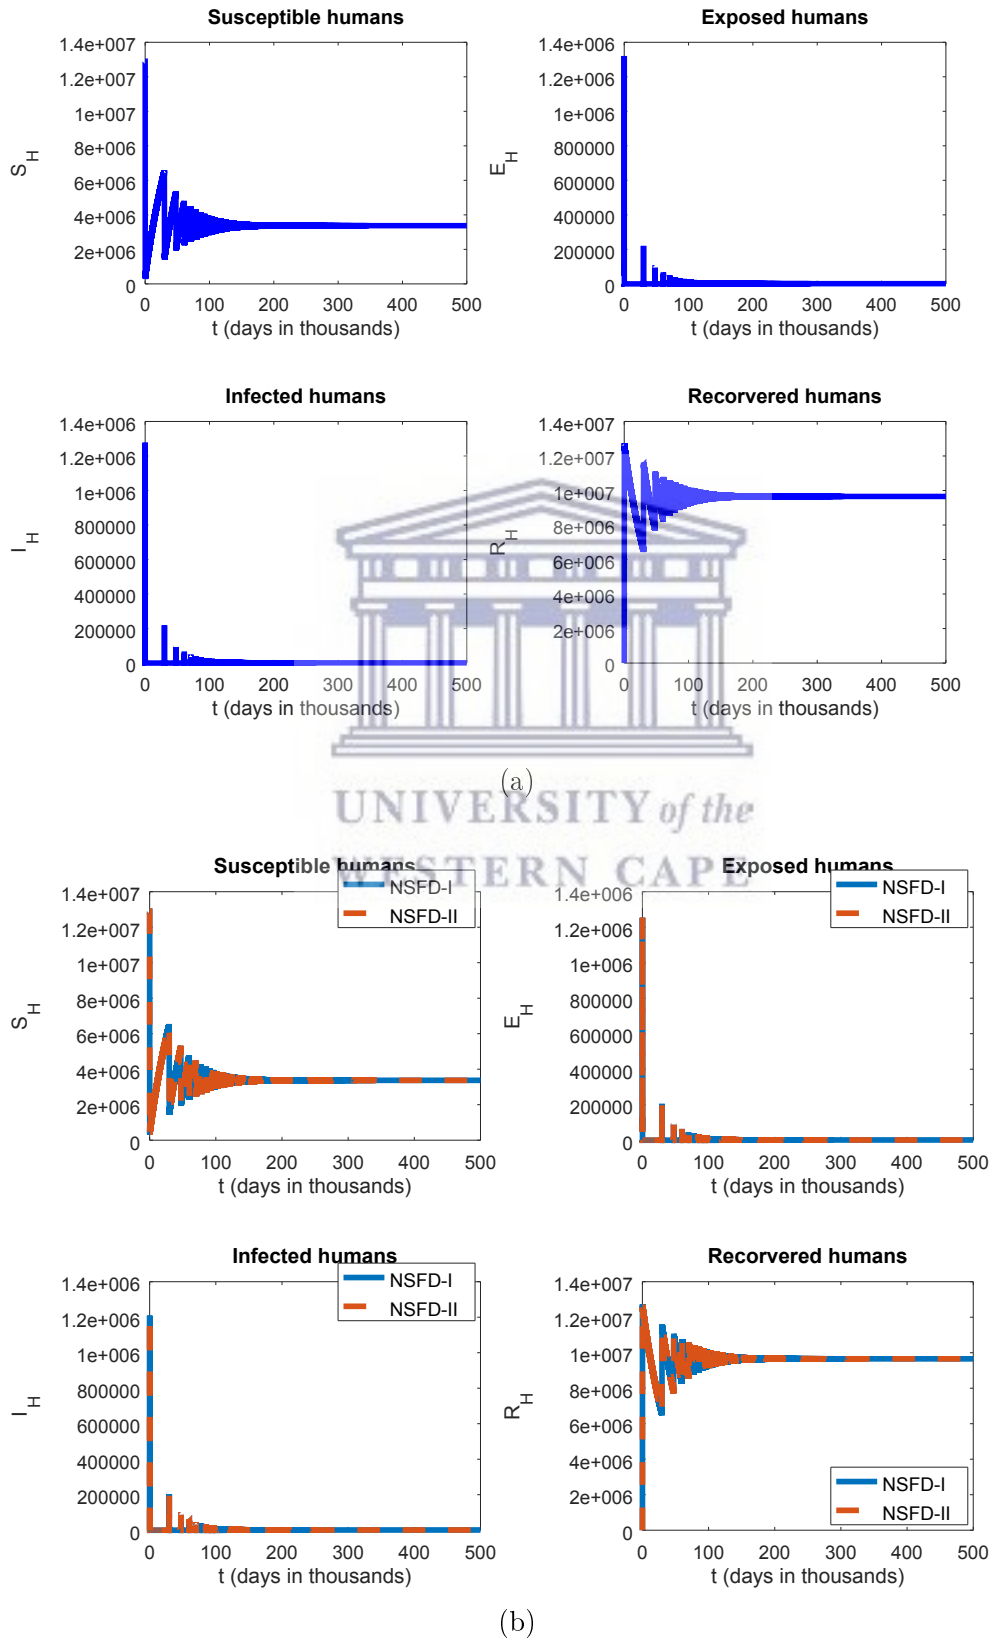 Susceptible humans
1.4e+007
1.2e+007
1e+007
8e+006
6e+006
4e+006
2e+006
0
S_H
0 100 200 300 400 500
t (days in thousands)
Exposed humans
1.4e+006
1.2e+006
1e+006
800000
600000
400000
200000
0
E_H
0 100 200 300 400 500
t (days in thousands)
Infected humans
1.4e+006
1.2e+006
1e+006
800000
600000
400000
200000
0
I_H
0 100 200 300 400 500
t (days in thousands)
Recorvered humans
1.4e+007
1.2e+007
1e+007
8e+006
6e+006
4e+006
2e+006
0
R_H
0 100 200 300 400 500
t (days in thousands)
(a)
UNIVERSITY of the
WESTERN CAPE
Susceptible humans
NSFD-I
NSFD-II
1.4e+007
1.2e+007
1e+007
8e+006
6e+006
4e+006
2e+006
0
S_H
0 100 200 300 400 500
t (days in thousands)
Exposed humans
NSFD-I
NSFD-II
1.4e+006
1.2e+006
1e+006
800000
600000
400000
200000
0
E_H
0 100 200 300 400 500
t (days in thousands)
Infected humans
NSFD-I
NSFD-II
1.4e+006
1.2e+006
1e+006
800000
600000
400000
200000
0
I_H
0 100 200 300 400 500
t (days in thousands)
Recorvered humans
1.4e+007
1.2e+007
1e+007
8e+006
6e+006
4e+006
2e+006
0
R_H
NSFD-I
NSFD-II
0 100 200 300 400 500
t (days in thousands)
(b)